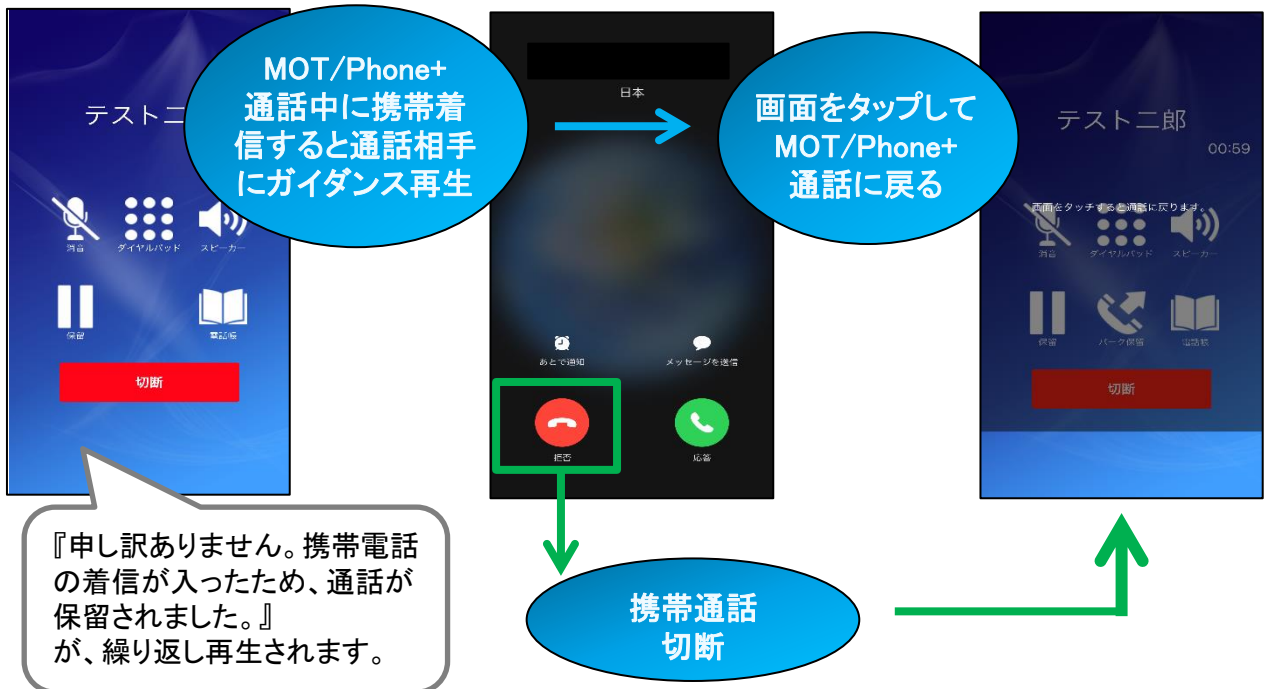 テスト二
消音
ダイヤルパッド
スピーカー
保留
電話帳
切断
MOT/Phone+
通話中に携帯着
信すると通話相手
にガイダンス再生
『申し訳ありません。携帯電話
の着信が入ったため、通話が
保留されました。』
が、繰り返し再生されます。
日本
あとで通知
メッセージを送信
拒否
応答
画面をタップして
MOT/Phone+
通話に戻る
携帯通話
切断
テスト二郎
00:59
画面をタッチすると通話に戻ります。
消音
ダイヤルパッド
スピーカー
保留
パーク保留
電話帳
切断